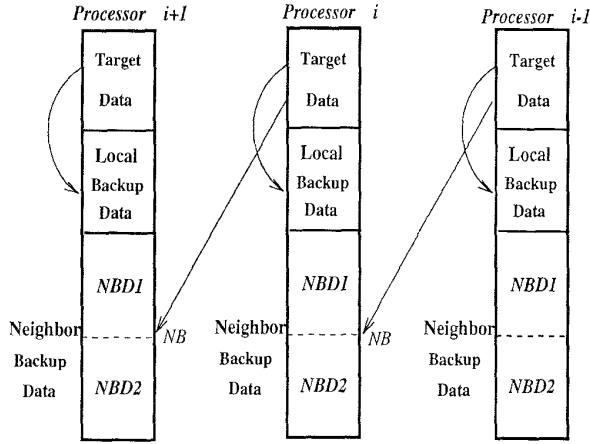 Processor i+1
Target
Data
Local
Backup
Data
NBD1
Neighbor
Backup
Data
NB
NBD2
Processor i
Target
Data
Local
Backup
Data
NBD1
Neighbor
Backup
Data
NB
NBD2
Processor i-1
Target
Data
Local
Backup
Data
NBD1
Neighbor
Backup
Data
NBD2